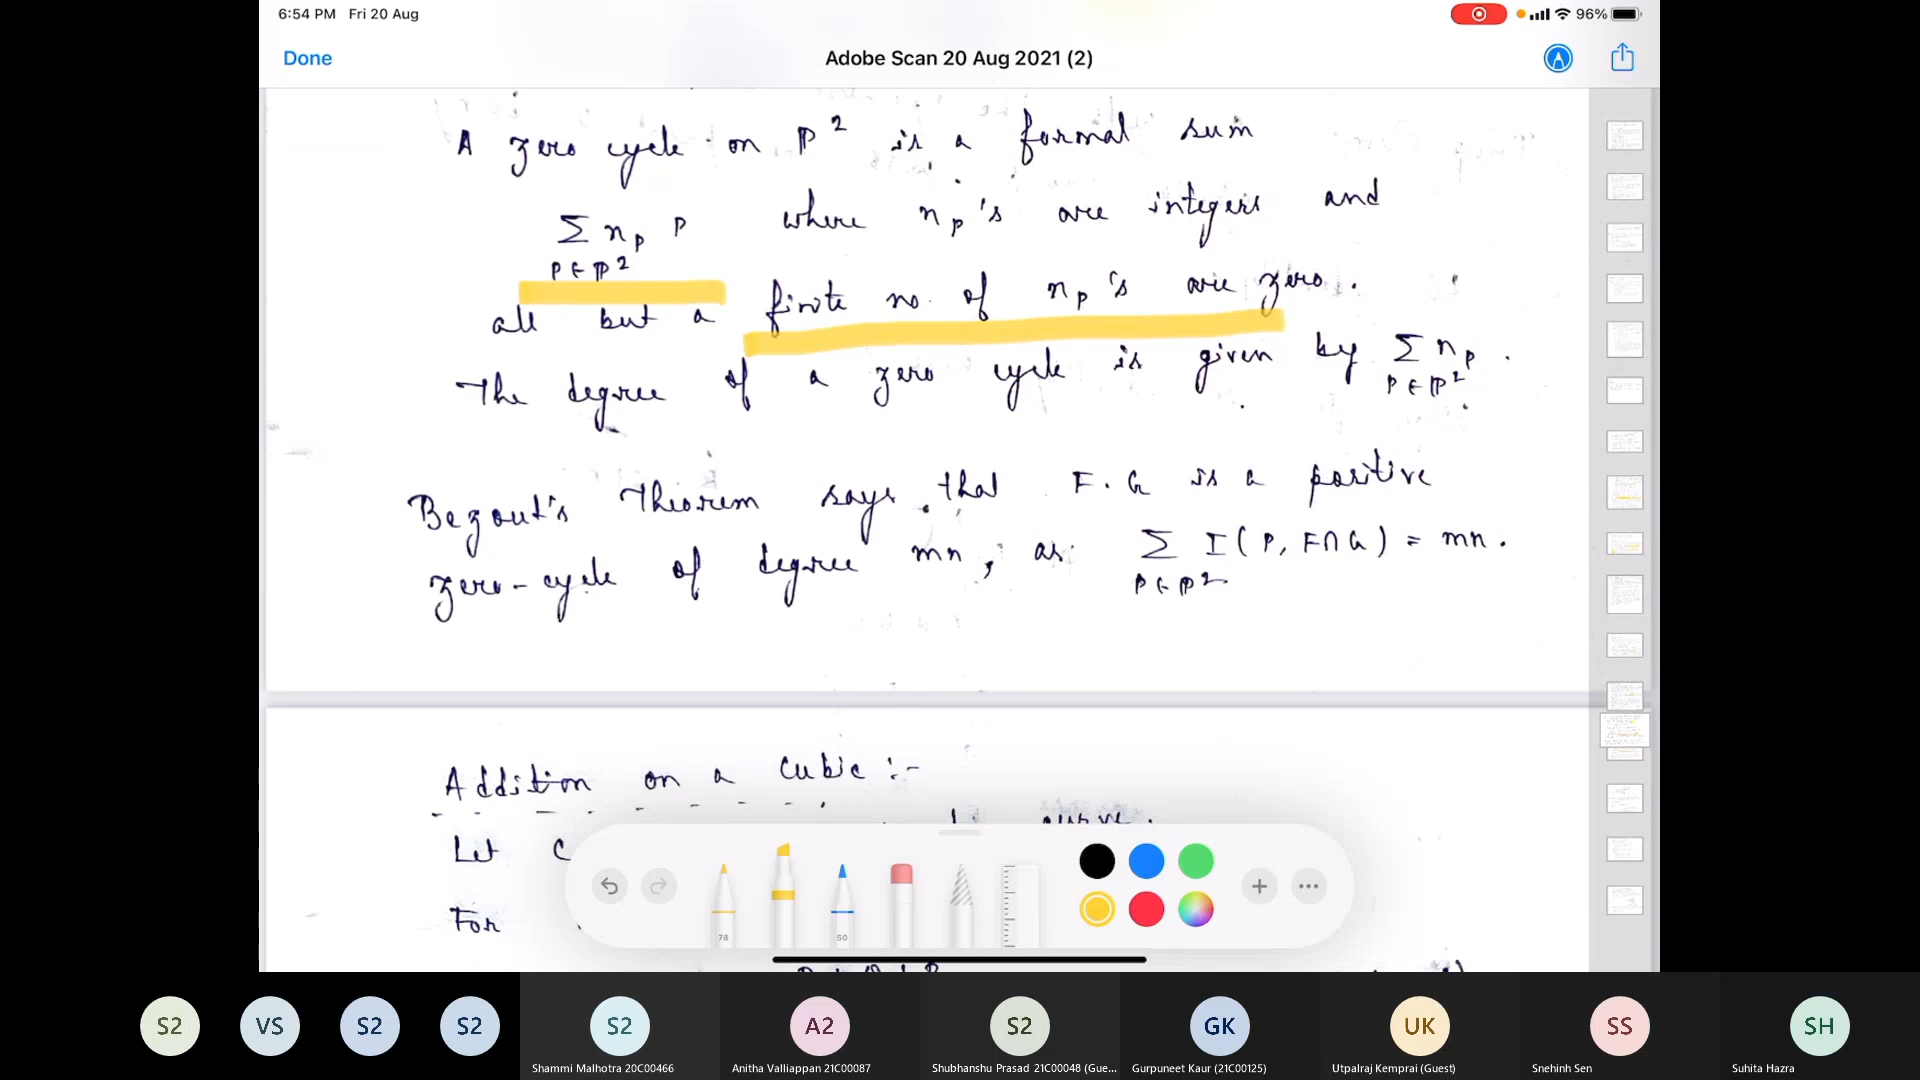 6:54 PM Fri 20 Aug
96%
Done
Adobe Scan 20 Aug 2021 (2)
A zero cycle on ℙ² is a formal sum
∑ n_p P where n_p's are integers and
P∈ℙ²
all but a finite no. of n_p's are zero.
The degree of a zero cycle is given by ∑ n_p .
P∈ℙ²
Bezout's Theorem says that F.G is a positive
zero-cycle of degree mn, as ∑ I(P, F∩G) = mn.
P∈ℙ²
Addition on a cubic :-
Let C
For
78
50
S2
VS
S2
S2
S2
A2
S2
GK
UK
SS
SH
Shammi Malhotra 20C00466
Anitha Valliappan 21C00087
Shubhanshu Prasad 21C00048 (Gue...
Gurpuneet Kaur (21C00125)
Utpalraj Kemprai (Guest)
Snehinh Sen
Suhita Hazra